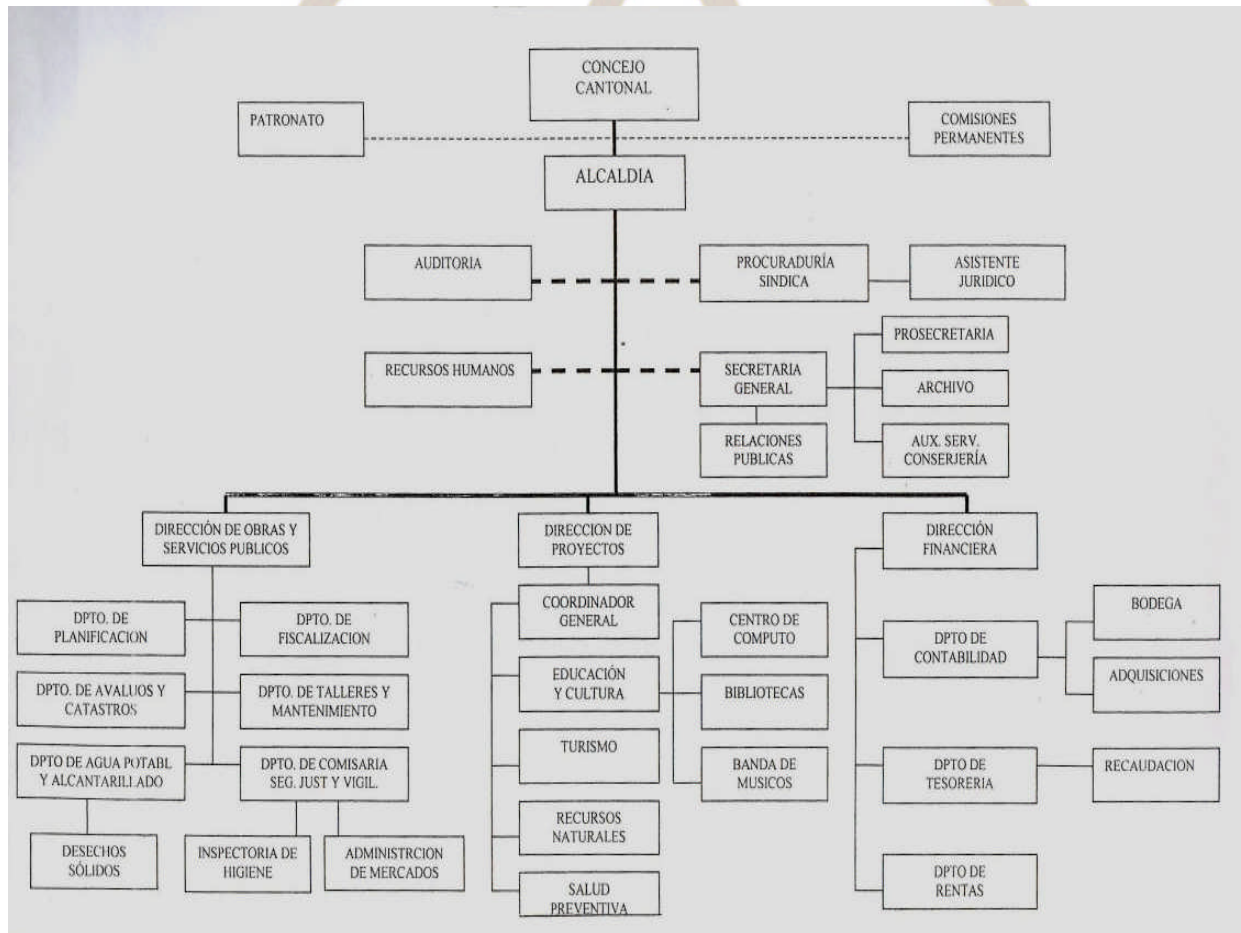 CONCEJO
CANTONAL
PATRONATO
COMISIONES
PERMANENTES
ALCALDIA
AUDITORIA
PROCURADURÍA
SINDICA
ASISTENTE
JURIDICO
RECURSOS HUMANOS
SECRETARIA
GENERAL
PROSECRETARIA
ARCHIVO
RELACIONES
PUBLICAS
AUX. SERV.
CONSERJERÍA
DIRECCIÓN DE OBRAS Y
SERVICIOS PUBLICOS
DIRECCION DE
PROYECTOS
DIRECCIÓN
FINANCIERA
DPTO. DE
PLANIFICACION
DPTO. DE
FISCALIZACION
DPTO. DE AVALUOS Y
CATASTROS
DPTO. DE TALLERES Y
MANTENIMIENTO
DPTO DE AGUA POTABL
Y ALCANTARILLADO
DPTO. DE COMISARIA
SEG. JUST Y VIGIL.
DESECHOS
SÓLIDOS
INSPECTORIA DE
HIGIENE
ADMINISTRCION
DE MERCADOS
COORDINADOR
GENERAL
EDUCACIÓN
Y CULTURA
TURISMO
RECURSOS
NATURALES
SALUD
PREVENTIVA
CENTRO DE
COMPUTO
BIBLIOTECAS
BANDA DE
MUSICOS
DPTO DE
CONTABILIDAD
BODEGA
ADQUISICIONES
DPTO DE
TESORERIA
RECAUDACION
DPTO DE
RENTAS